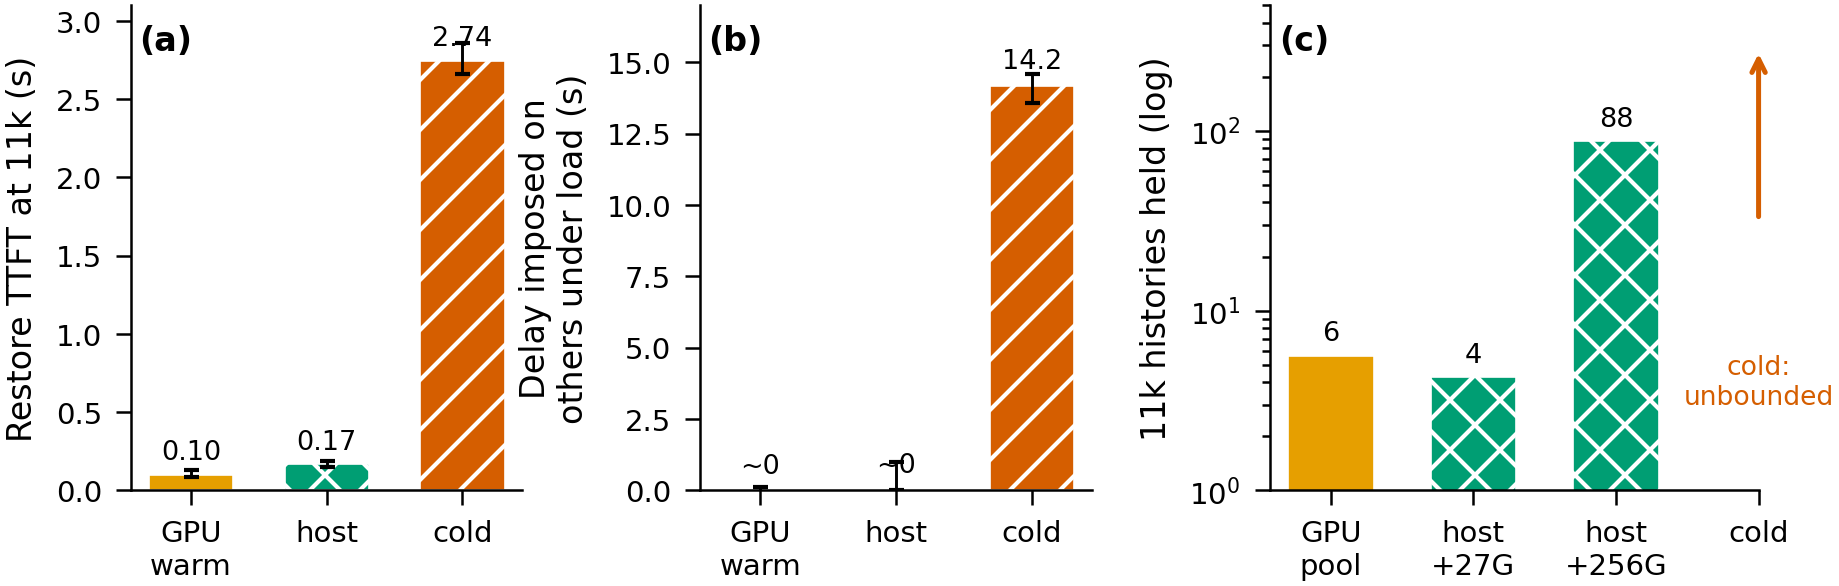 (a)
Restore TTFT at 11k (s)
3.0
2.5
2.0
1.5
1.0
0.5
0.0
0.10
0.17
2.74
GPU
warm
host
cold
(b)
Delay imposed on
others under load (s)
15.0
12.5
10.0
7.5
5.0
2.5
0.0
~0
~0
14.2
GPU
warm
host
cold
(c)
11k histories held (log)
10²
10¹
10⁰
6
4
88
cold:
unbounded
GPU
pool
host
+27G
host
+256G
cold